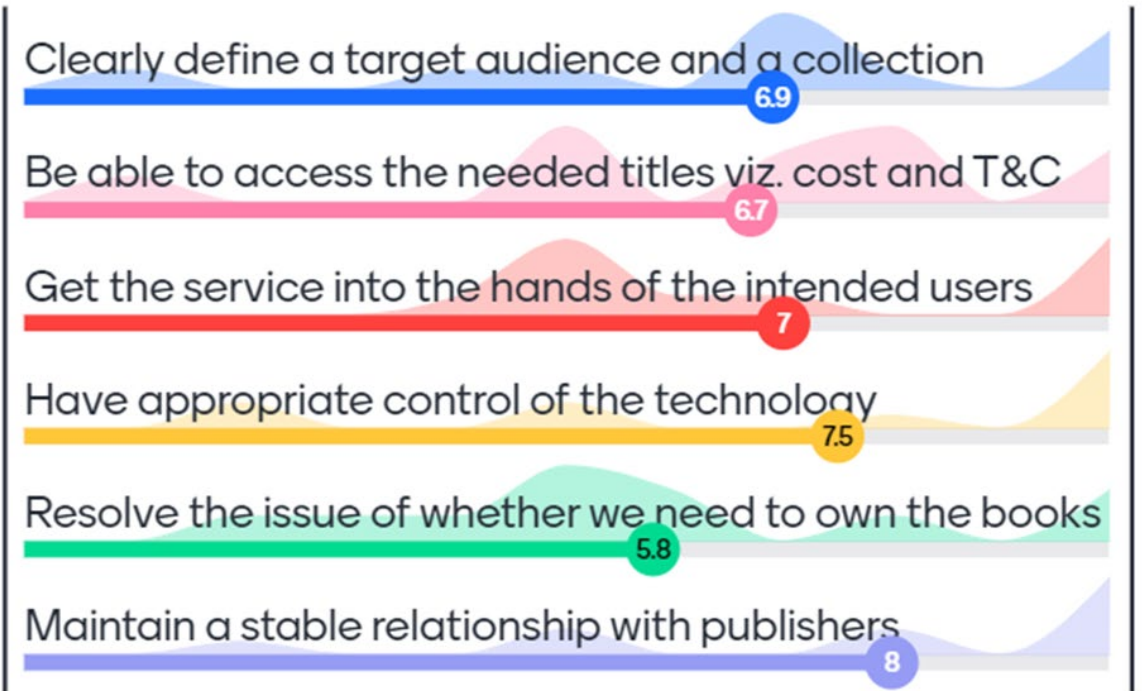 Clearly define a target audience and a collection
6.9
Be able to access the needed titles viz. cost and T&C
6.7
Get the service into the hands of the intended users
7
Have appropriate control of the technology
7.5
Resolve the issue of whether we need to own the books
5.8
Maintain a stable relationship with publishers
8